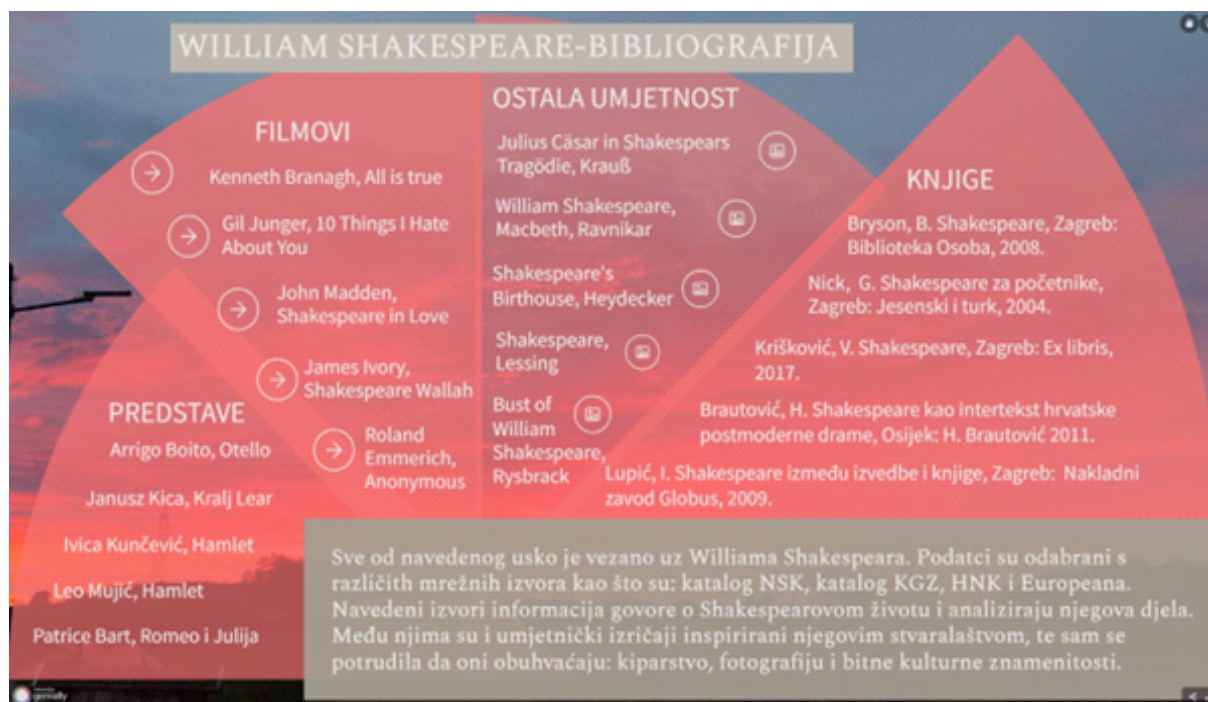 WILLIAM SHAKESPEARE-BIBLIOGRAFIJA
FILMOVI
Kenneth Branagh, All is true
Gil Junger, 10 Things I Hate
About You
John Madden,
Shakespeare in Love
James Ivory,
Shakespeare Wallah
Roland
Emmerich,
Anonymous
PREDSTAVE
Arrigo Boito, Otello
Janusz Kica, Kralj Lear
Ivica Kunčević, Hamlet
Leo Mujić, Hamlet
Patrice Bart, Romeo i Julija
OSTALA UMJETNOST
Julius Cäsar in Shakespears
Tragödie, Krauß
William Shakespeare,
Macbeth, Ravnikar
Shakespeare's
Birthouse, Heydecker
Shakespeare,
Lessing
Bust of
William
Shakespeare,
Rysbrack
KNJIGE
Bryson, B. Shakespeare, Zagreb:
Biblioteka Osoba, 2008.
Nick, G. Shakespeare za početnike,
Zagreb: Jesenski i turk, 2004.
Krišković, V. Shakespeare, Zagreb: Ex libris,
2017.
Brautović, H. Shakespeare kao intertekst hrvatske
postmoderne drame, Osijek: H. Brautović 2011.
Lupić, I. Shakespeare između izvedbe i knjige, Zagreb: Nakladni
zavod Globus, 2009.
Sve od navedenog usko je vezano uz Williama Shakespeara. Podatci su odabrani s
različith mrežnih izvora kao što su: katalog NSK, katalog KGZ, HNK i Europeana.
Navedeni izvori informacija govore o Shakespearovom životu i analiziraju njegova djela.
Među njima su i umjetnički izričaji inspirirani njegovim stvaralaštvom, te sam se
potrudila da oni obuhvaćaju: kiparstvo, fotografiju i bitne kulturne znamenitosti.
genially